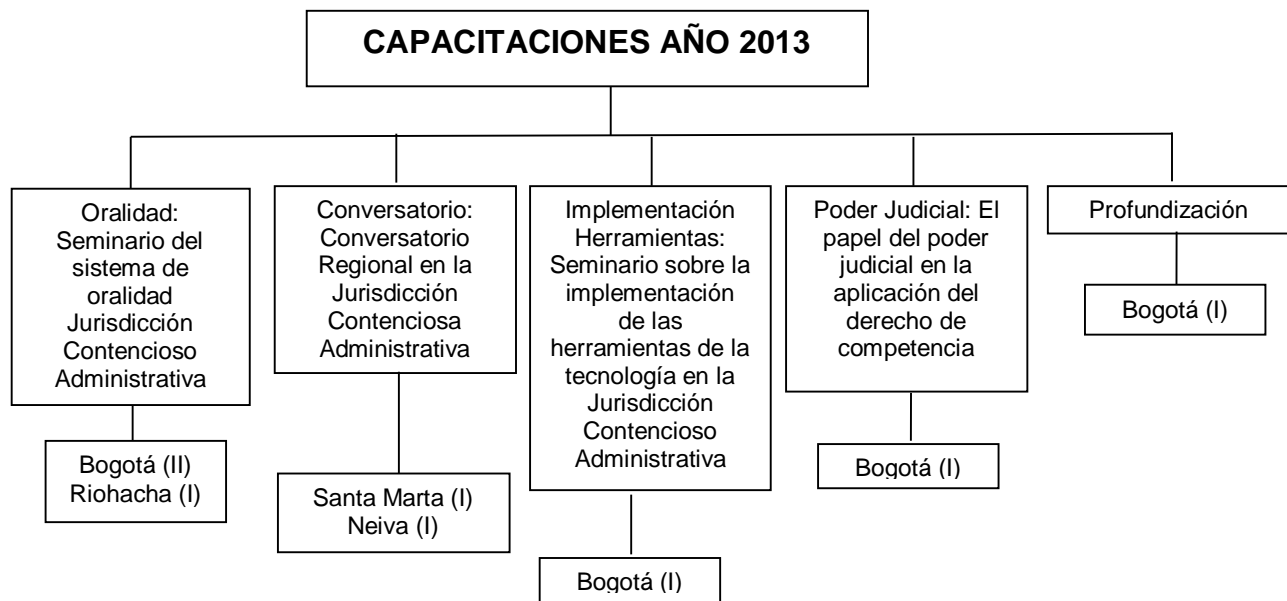 CAPACITACIONES AÑO 2013
Oralidad:
Seminario del
sistema de
oralidad
Jurisdicción
Contencioso
Administrativa
Bogotá (II)
Riohacha (I)
Conversatorio:
Conversatorio
Regional en la
Jurisdicción
Contenciosa
Administrativa
Santa Marta (I)
Neiva (I)
Implementación
Herramientas:
Seminario sobre la
implementación
de las
herramientas de la
tecnología en la
Jurisdicción
Contencioso
Administrativa
Bogotá (I)
Poder Judicial: El
papel del poder
judicial en la
aplicación del
derecho de
competencia
Bogotá (I)
Profundización
Bogotá (I)